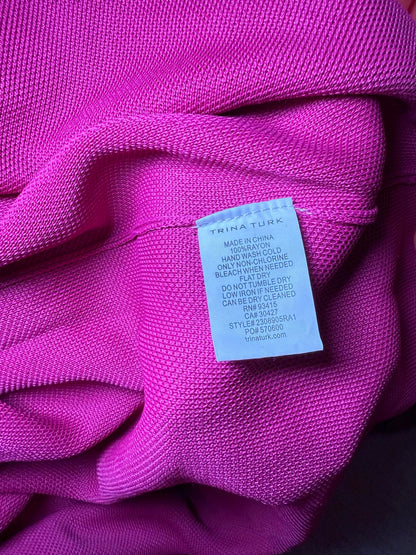 TRINA TURK
MADE IN CHINA
100%RAYON
HAND WASH COLD
ONLY NON-CHLORINE
BLEACH WHEN NEEDED
FLAT DRY
DO NOT TUMBLE DRY
LOW IRON IF NEEDED
CAN BE DRY CLEANED
RN# 93415
CA# 30427
STYLE# 2308905RA1
PO# 570600
trinaturk.com